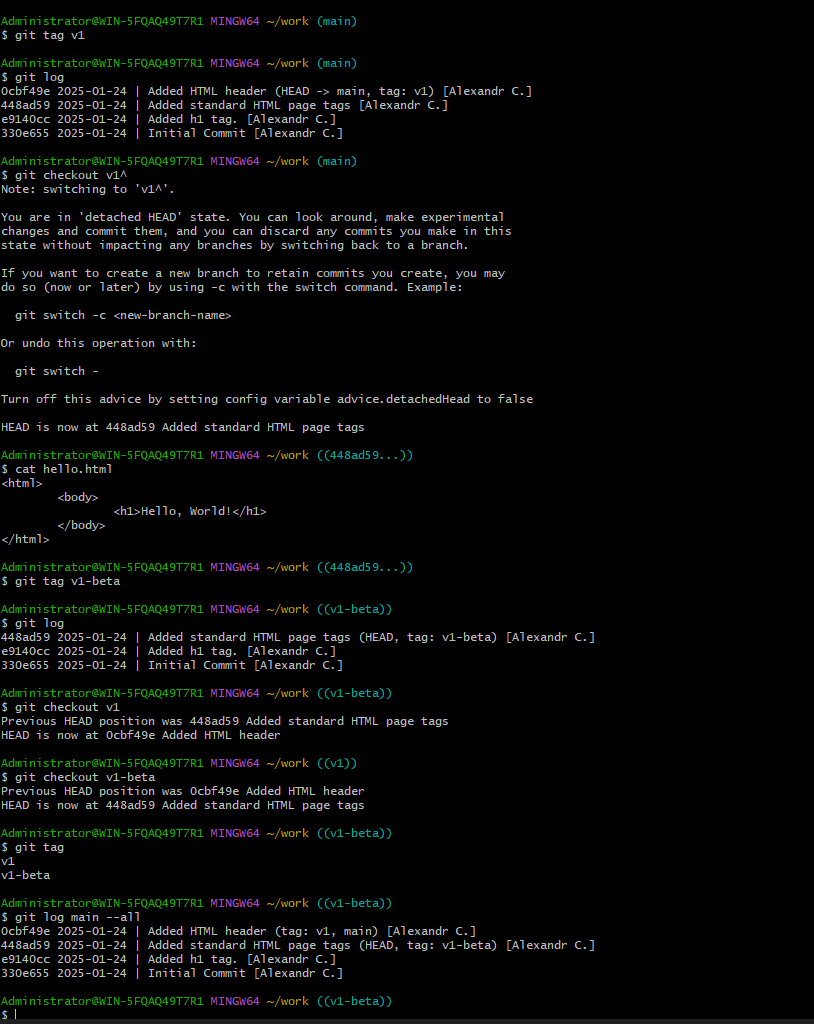 Administrator@WIN-5FQAQ49T7R1 MINGW64 ~/work (main)
$ git tag v1
Administrator@WIN-5FQAQ49T7R1 MINGW64 ~/work (main)
$ git log
0cbf49e 2025-01-24 | Added HTML header (HEAD -> main, tag: v1) [Alexandr C.]
448ad59 2025-01-24 | Added standard HTML page tags [Alexandr C.]
e9140cc 2025-01-24 | Added h1 tag. [Alexandr C.]
330e655 2025-01-24 | Initial Commit [Alexandr C.]
Administrator@WIN-5FQAQ49T7R1 MINGW64 ~/work (main)
$ git checkout v1^
Note: switching to 'v1^'.
You are in 'detached HEAD' state. You can look around, make experimental
changes and commit them, and you can discard any commits you make in this
state without impacting any branches by switching back to a branch.
If you want to create a new branch to retain commits you create, you may
do so (now or later) by using -c with the switch command. Example:
  git switch -c <new-branch-name>
Or undo this operation with:
  git switch -
Turn off this advice by setting config variable advice.detachedHead to false
HEAD is now at 448ad59 Added standard HTML page tags
Administrator@WIN-5FQAQ49T7R1 MINGW64 ~/work ((448ad59...))
$ cat hello.html
<html>
        <body>
                <h1>Hello, World!</h1>
        </body>
</html>
Administrator@WIN-5FQAQ49T7R1 MINGW64 ~/work ((448ad59...))
$ git tag v1-beta
Administrator@WIN-5FQAQ49T7R1 MINGW64 ~/work ((v1-beta))
$ git log
448ad59 2025-01-24 | Added standard HTML page tags (HEAD, tag: v1-beta) [Alexandr C.]
e9140cc 2025-01-24 | Added h1 tag. [Alexandr C.]
330e655 2025-01-24 | Initial Commit [Alexandr C.]
Administrator@WIN-5FQAQ49T7R1 MINGW64 ~/work ((v1-beta))
$ git checkout v1
Previous HEAD position was 448ad59 Added standard HTML page tags
HEAD is now at 0cbf49e Added HTML header
Administrator@WIN-5FQAQ49T7R1 MINGW64 ~/work ((v1))
$ git checkout v1-beta
Previous HEAD position was 0cbf49e Added HTML header
HEAD is now at 448ad59 Added standard HTML page tags
Administrator@WIN-5FQAQ49T7R1 MINGW64 ~/work ((v1-beta))
$ git tag
v1
v1-beta
Administrator@WIN-5FQAQ49T7R1 MINGW64 ~/work ((v1-beta))
$ git log main --all
0cbf49e 2025-01-24 | Added HTML header (tag: v1, main) [Alexandr C.]
448ad59 2025-01-24 | Added standard HTML page tags (HEAD, tag: v1-beta) [Alexandr C.]
e9140cc 2025-01-24 | Added h1 tag. [Alexandr C.]
330e655 2025-01-24 | Initial Commit [Alexandr C.]
Administrator@WIN-5FQAQ49T7R1 MINGW64 ~/work ((v1-beta))
$